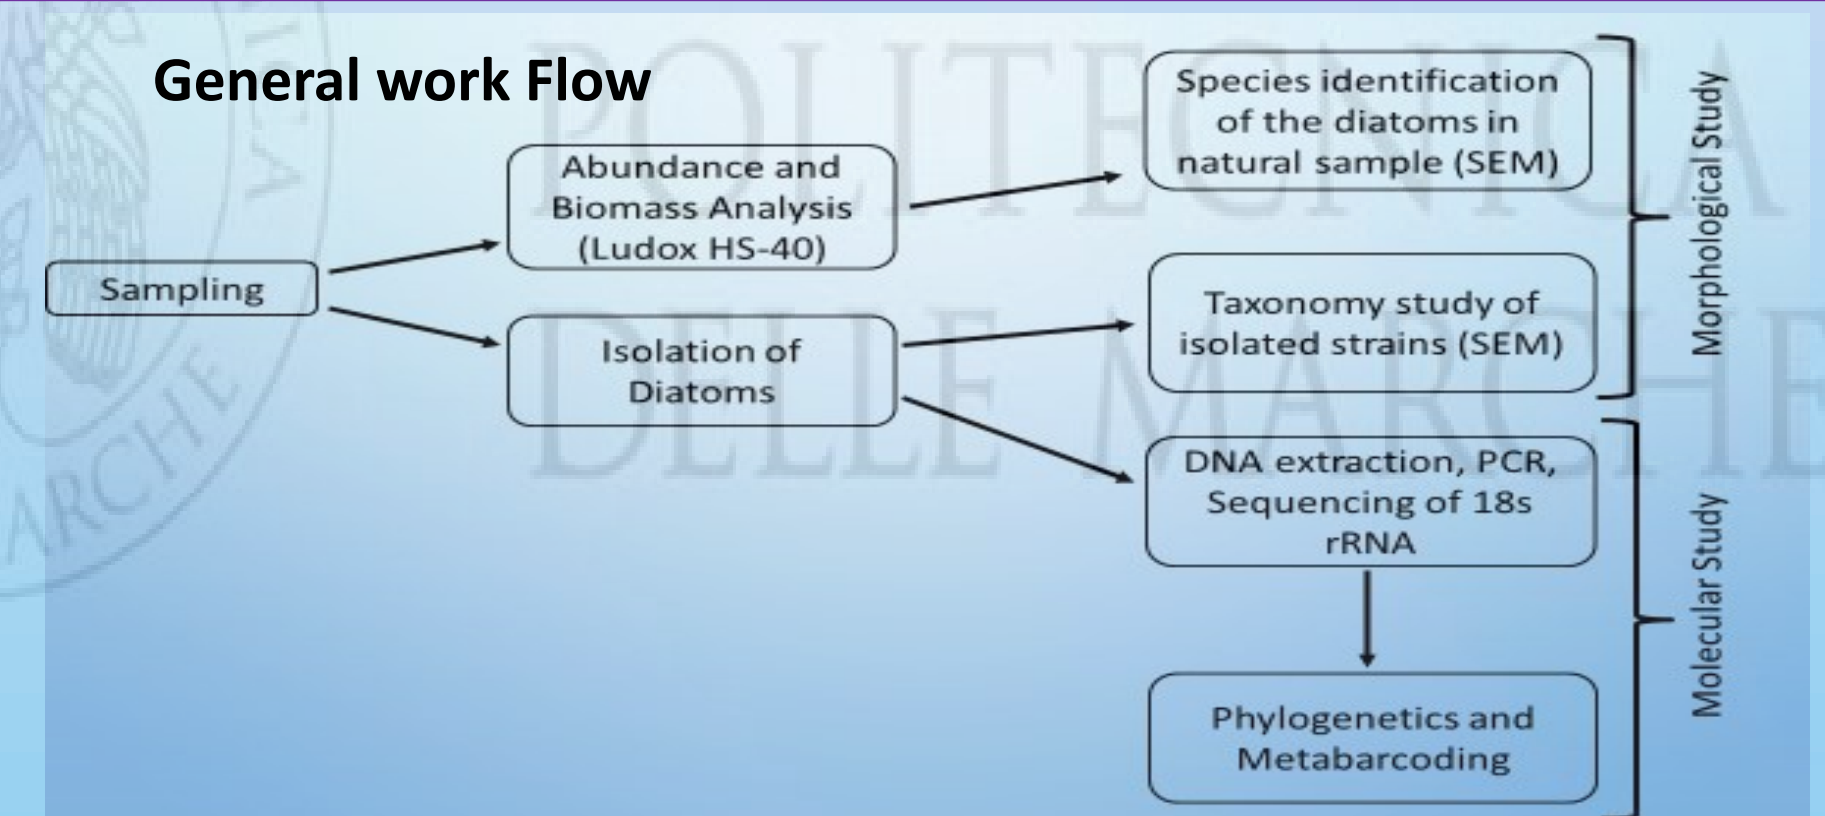 General work Flow
Sampling
Abundance and
Biomass Analysis
(Ludox HS-40)
Isolation of
Diatoms
Species identification
of the diatoms in
natural sample (SEM)
Taxonomy study of
isolated strains (SEM)
DNA extraction, PCR,
Sequencing of 18s
rRNA
Phylogenetics and
Metabarcoding
Morphological Study
Molecular Study
POLITECNICA
DELLE MARCHE
ARCHE